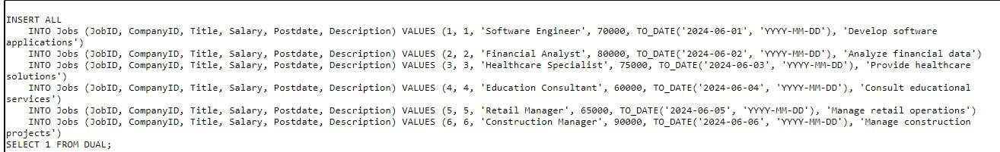 INSERT ALL
    INTO Jobs (JobID, CompanyID, Title, Salary, Postdate, Description) VALUES (1, 1, 'Software Engineer', 70000, TO_DATE('2024-06-01', 'YYYY-MM-DD'), 'Develop software
applications')
    INTO Jobs (JobID, CompanyID, Title, Salary, Postdate, Description) VALUES (2, 2, 'Financial Analyst', 80000, TO_DATE('2024-06-02', 'YYYY-MM-DD'), 'Analyze financial data')
    INTO Jobs (JobID, CompanyID, Title, Salary, Postdate, Description) VALUES (3, 3, 'Healthcare Specialist', 75000, TO_DATE('2024-06-03', 'YYYY-MM-DD'), 'Provide healthcare
solutions')
    INTO Jobs (JobID, CompanyID, Title, Salary, Postdate, Description) VALUES (4, 4, 'Education Consultant', 60000, TO_DATE('2024-06-04', 'YYYY-MM-DD'), 'Consult educational
services')
    INTO Jobs (JobID, CompanyID, Title, Salary, Postdate, Description) VALUES (5, 5, 'Retail Manager', 65000, TO_DATE('2024-06-05', 'YYYY-MM-DD'), 'Manage retail operations')
    INTO Jobs (JobID, CompanyID, Title, Salary, Postdate, Description) VALUES (6, 6, 'Construction Manager', 90000, TO_DATE('2024-06-06', 'YYYY-MM-DD'), 'Manage construction
projects')
SELECT 1 FROM DUAL;